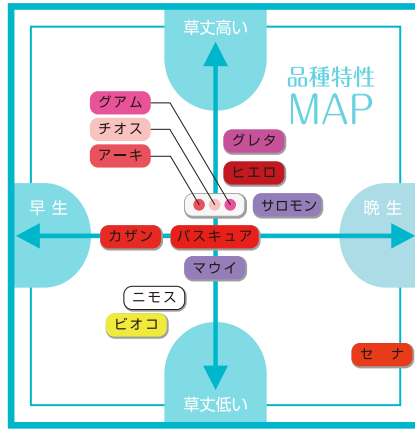 草丈高い
品種特性
MAP
グアム
チオス
アーキ
グレタ
ヒエロ
サロモン
早生
晩生
カザン
パスキュア
マウイ
ニモス
ビオコ
セナ
草丈低い